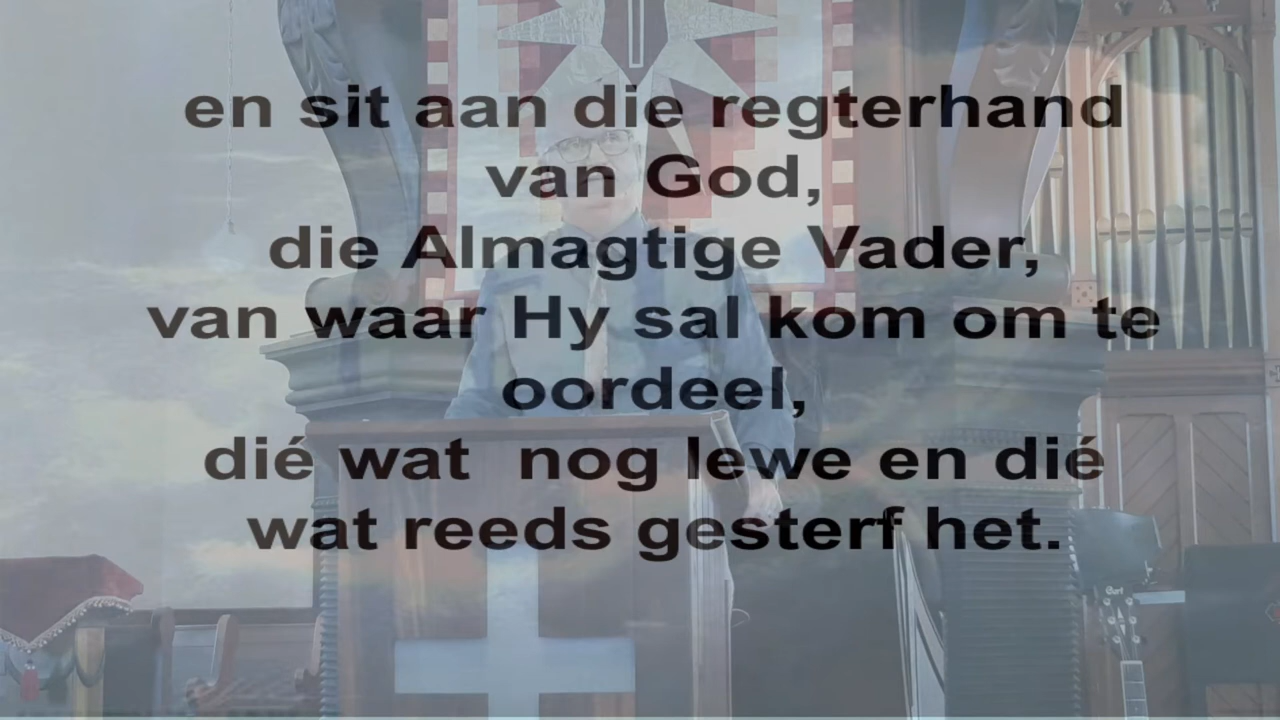 en sit aan die regterhand
van God,
die Almagtige Vader,
van waar Hy sal kom om te
oordeel,
dié wat  nog lewe en dié
wat reeds gesterf het.